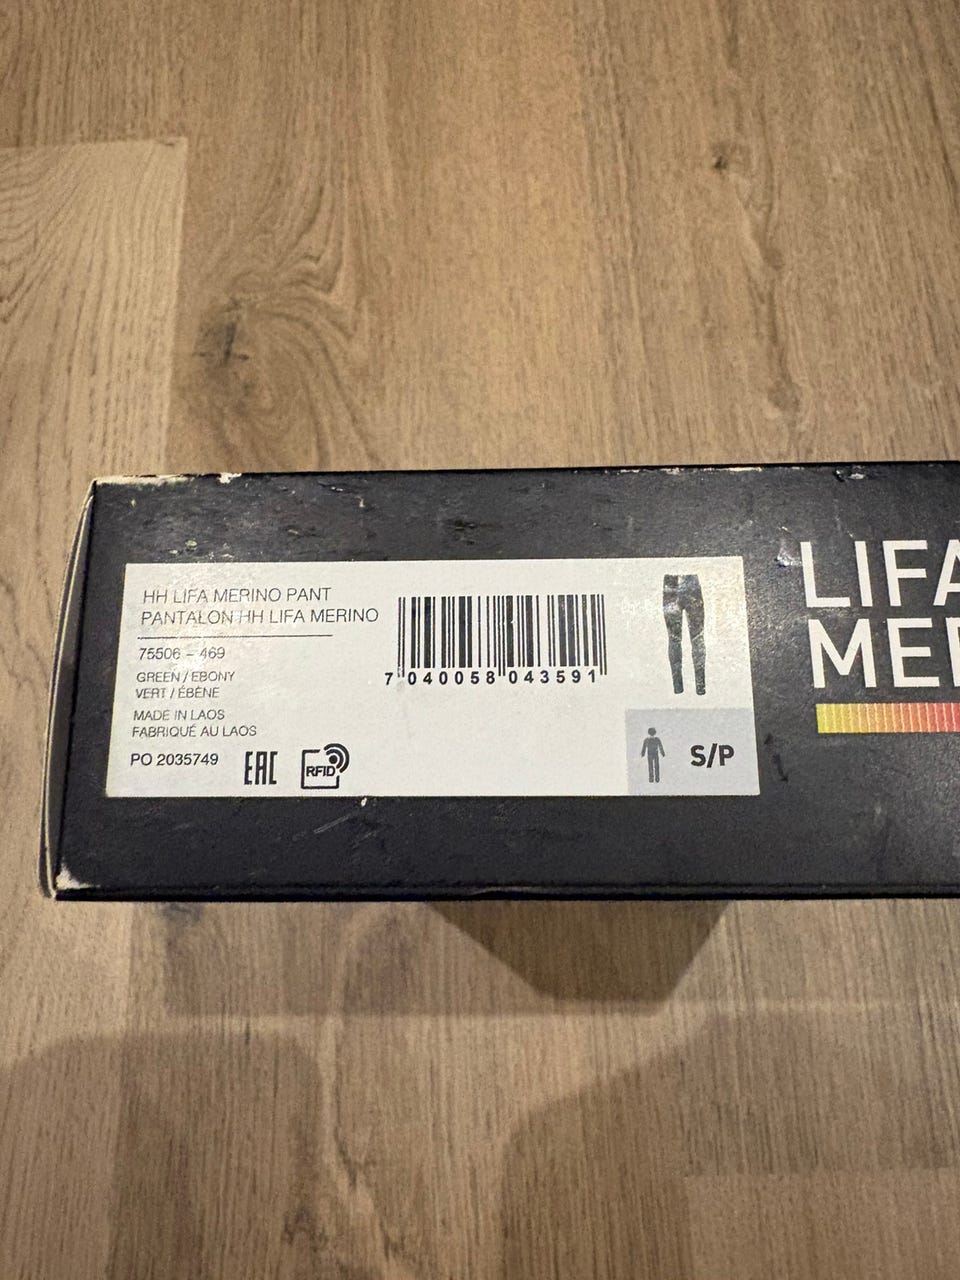 HH LIFA MERINO PANT
PANTALON HH LIFA MERINO
75506 – 469
GREEN / EBONY
VERT / ÉBÈNE
MADE IN LAOS
FABRIQUÉ AU LAOS
PO 2035749
EAC
RFID
7 040058 043591
S/P
LIFA